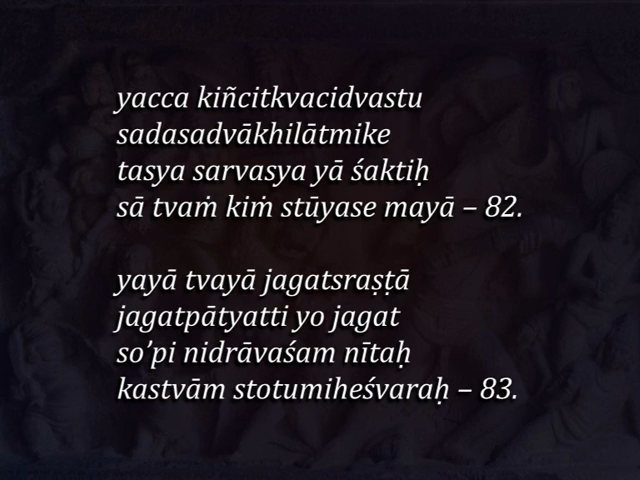 yacca kiñcitkvacidvastu
sadasadvākhilātmike
tasya sarvasya yā śaktiḥ
sā tvaṁ kiṁ stūyase mayā – 82.
yayā tvayā jagatsraṣṭā
jagatpātyatti yo jagat
so’pi nidrāvaśam nītaḥ
kastvām stotumiheśvaraḥ – 83.